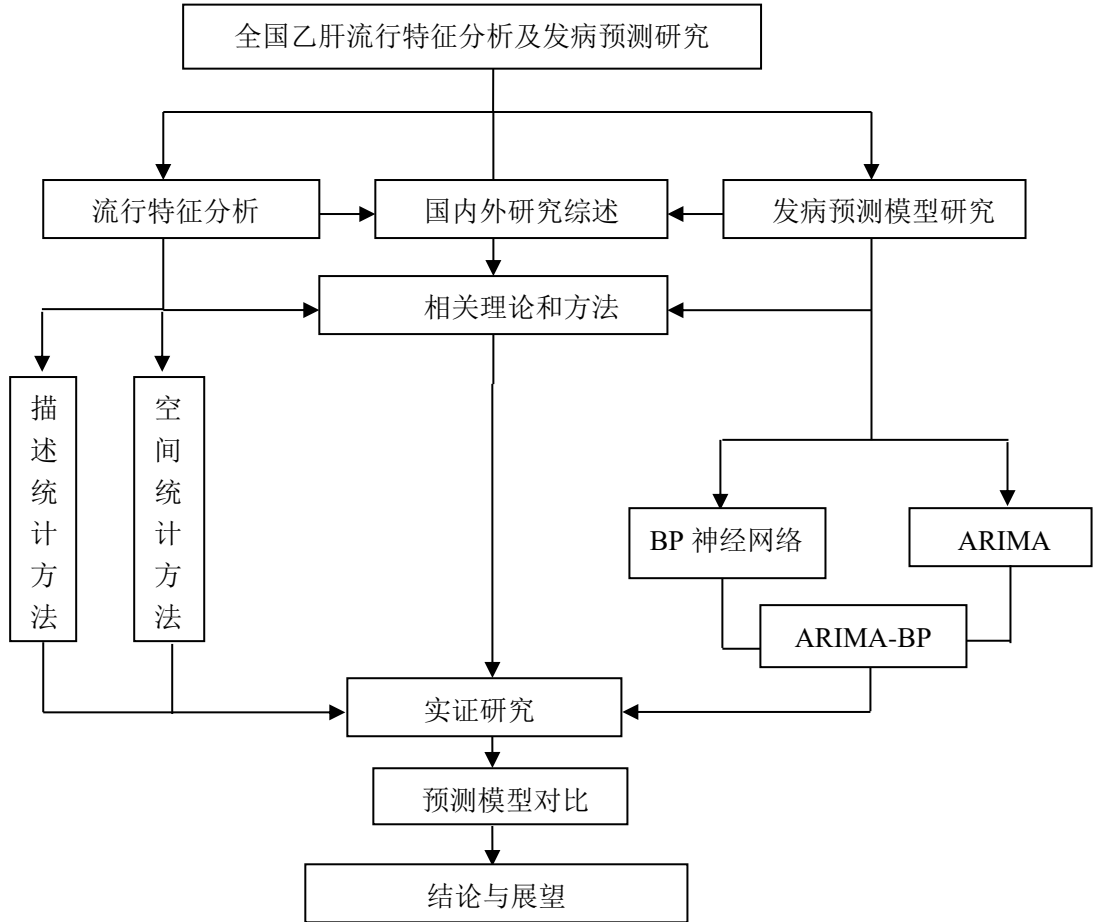 全国乙肝流行特征分析及发病预测研究
流行特征分析
国内外研究综述
发病预测模型研究
相关理论和方法
描述统计方法
空间统计方法
BP 神经网络
ARIMA
ARIMA-BP
实证研究
预测模型对比
结论与展望